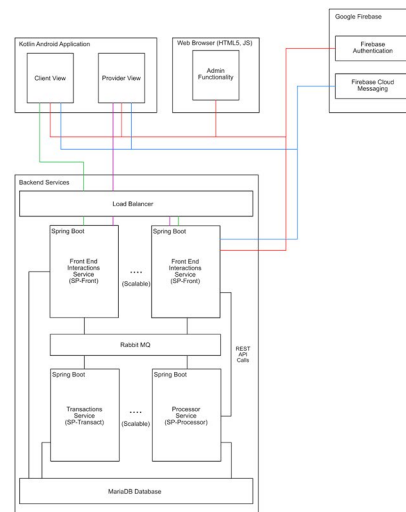 Google Firebase
Firebase
Authentication
Firebase Cloud
Messaging
Kotlin Android Application
Client View
Provider View
Web Browser (HTML5, JS)
Admin
Functionality
Backend Services
Load Balancer
Spring Boot
Front End
Interactions
Service
(SP-Front)
....
(Scalable)
Spring Boot
Front End
Interactions
Service
(SP-Front)
Rabbit MQ
REST
API
Calls
Spring Boot
Transactions
Service
(SP-Transact)
....
(Scalable)
Spring Boot
Processor
Service
(SP-Processor)
MariaDB Database